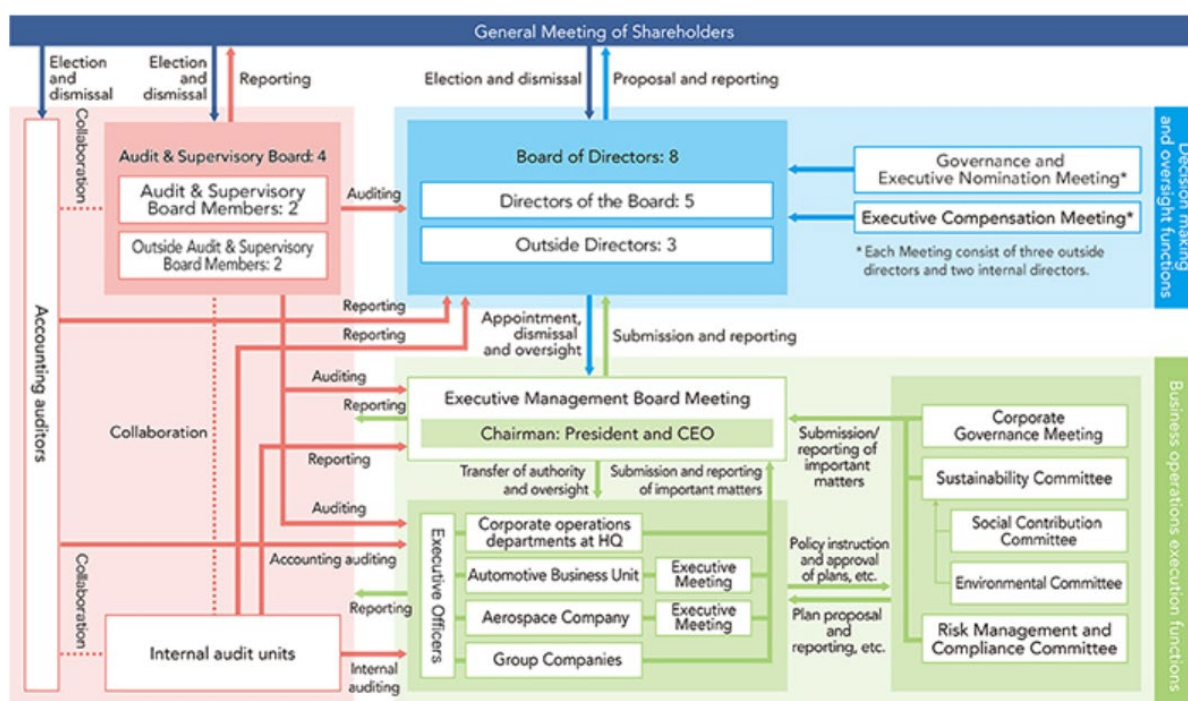 General Meeting of Shareholders
Election
and
dismissal
Election
and
dismissal
Reporting
Election and dismissal
Proposal and reporting
Collaboration
Audit & Supervisory Board: 4
Audit & Supervisory
Board Members: 2
Outside Audit & Supervisory
Board Members: 2
Auditing
Board of Directors: 8
Directors of the Board: 5
Outside Directors: 3
Governance and
Executive Nomination Meeting*
Executive Compensation Meeting*
* Each Meeting consist of three outside
directors and two internal directors.
Decision making
and oversight functions
Accounting auditors
Reporting
Reporting
Appointment,
dismissal
and oversight
Submission and reporting
Auditing
Reporting
Collaboration
Reporting
Executive Management Board Meeting
Chairman: President and CEO
Submission/
reporting of
important
matters
Corporate
Governance Meeting
Sustainability Committee
Social Contribution
Committee
Environmental Committee
Risk Management and
Compliance Committee
Business operations execution functions
Transfer of authority
and oversight
Submission and reporting
of important matters
Auditing
Accounting auditing
Reporting
Executive Officers
Corporate operations
departments at HQ
Automotive Business Unit
Executive
Meeting
Aerospace Company
Executive
Meeting
Group Companies
Policy instruction
and approval
of plans, etc.
Plan proposal
and
reporting, etc.
Collaboration
Internal audit units
Internal
auditing